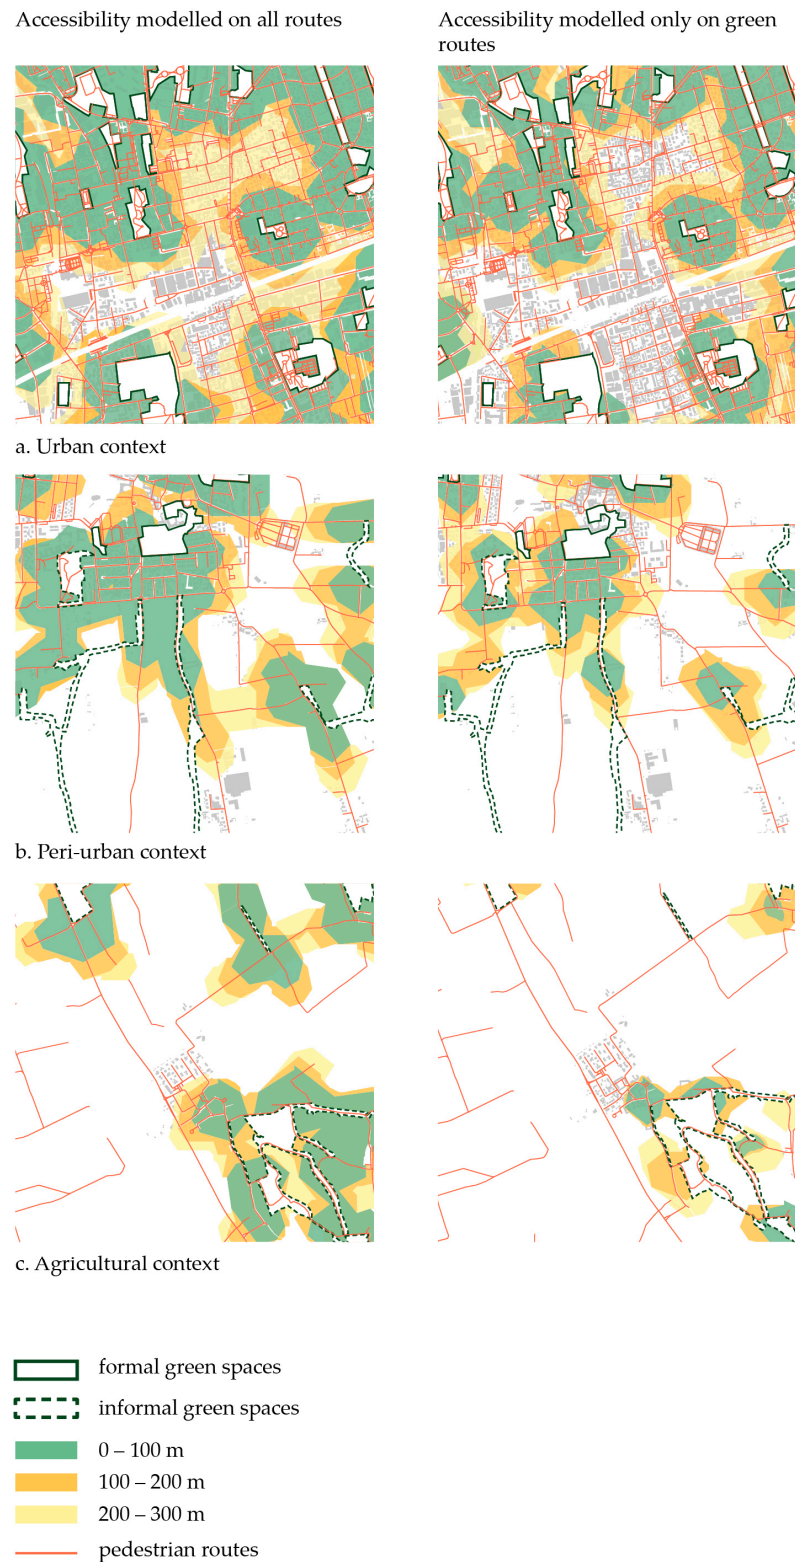 Accessibility modelled on all routes
Accessibility modelled only on green
routes
a. Urban context
b. Peri-urban context
c. Agricultural context
formal green spaces
informal green spaces
0 – 100 m
100 – 200 m
200 – 300 m
pedestrian routes